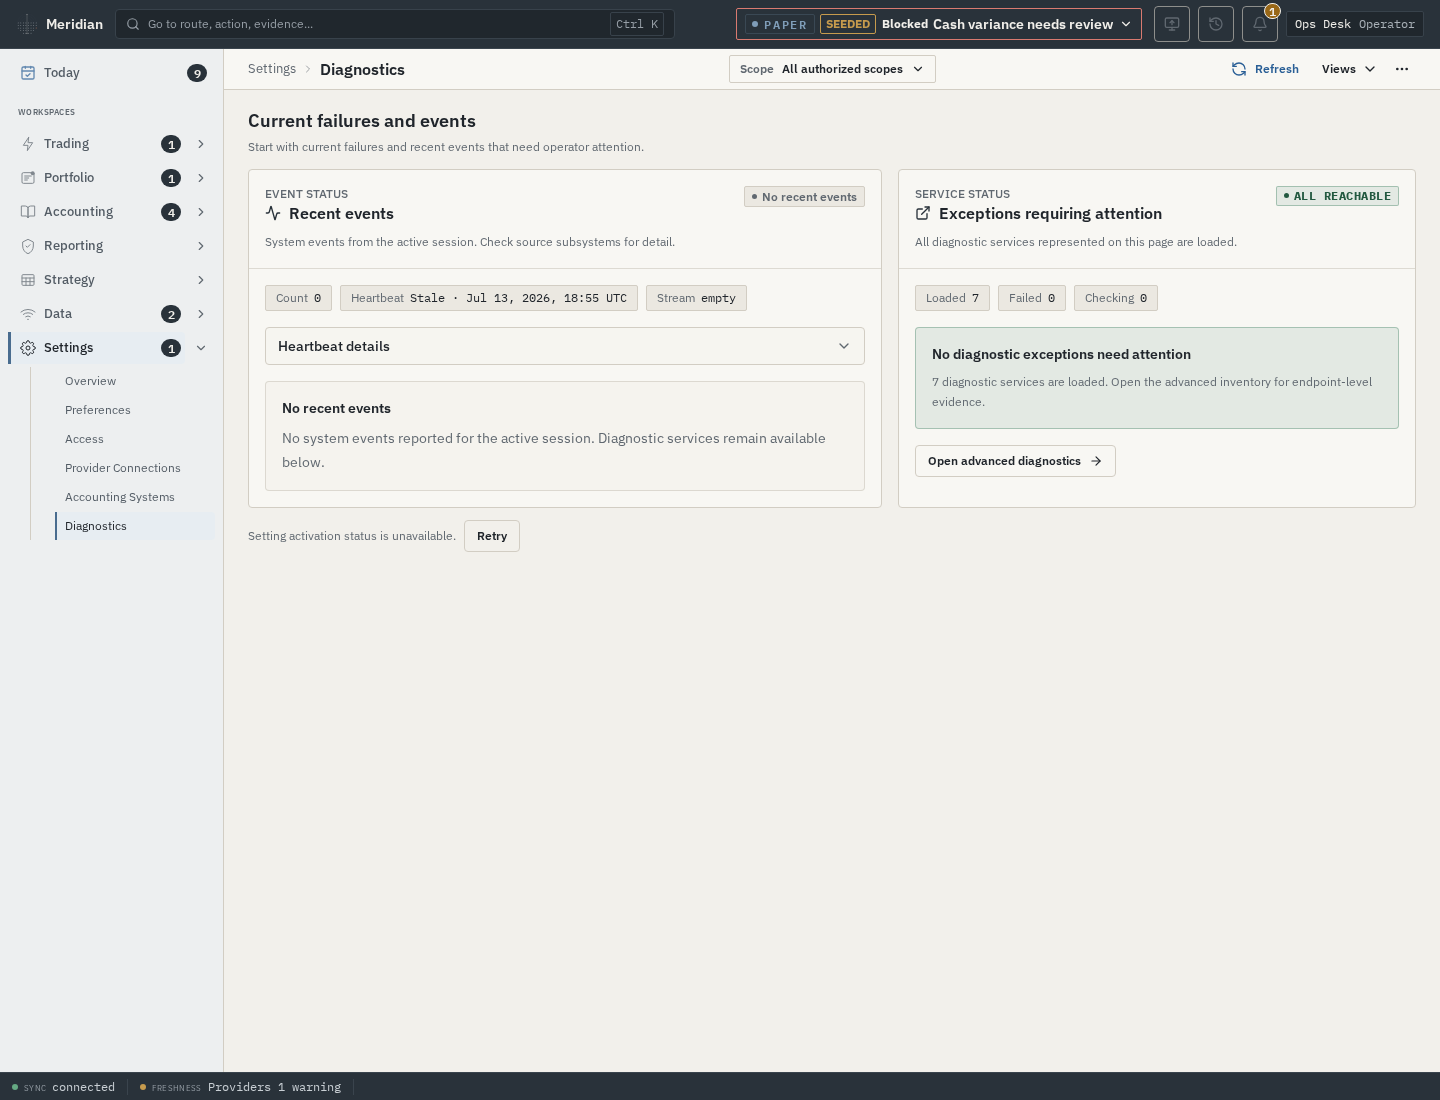 Meridian
Go to route, action, evidence...
Ctrl K
PAPER
SEEDED
Blocked Cash variance needs review
1
Ops Desk Operator
Today 9
WORKSPACES
Trading 1
Portfolio 1
Accounting 4
Reporting
Strategy
Data 2
Settings 1
Overview
Preferences
Access
Provider Connections
Accounting Systems
Diagnostics
Settings
Diagnostics
Scope All authorized scopes
Refresh
Views
Current failures and events
Start with current failures and recent events that need operator attention.
EVENT STATUS
No recent events
Recent events
System events from the active session. Check source subsystems for detail.
Count 0
Heartbeat Stale · Jul 13, 2026, 18:55 UTC
Stream empty
Heartbeat details
No recent events
No system events reported for the active session. Diagnostic services remain available
below.
SERVICE STATUS
ALL REACHABLE
Exceptions requiring attention
All diagnostic services represented on this page are loaded.
Loaded 7
Failed 0
Checking 0
No diagnostic exceptions need attention
7 diagnostic services are loaded. Open the advanced inventory for endpoint-level
evidence.
Open advanced diagnostics
Setting activation status is unavailable.
Retry
SYNC connected
FRESHNESS Providers 1 warning